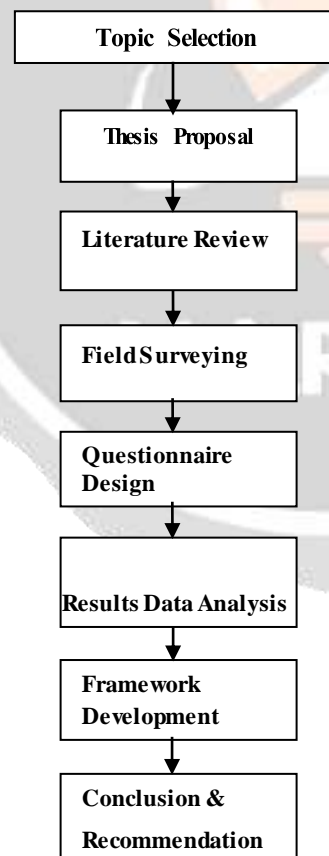 Topic Selection
Thesis Proposal
Literature Review
Field Surveying
Questionnaire
Design
Results Data Analysis
Framework
Development
Conclusion &
Recommendation